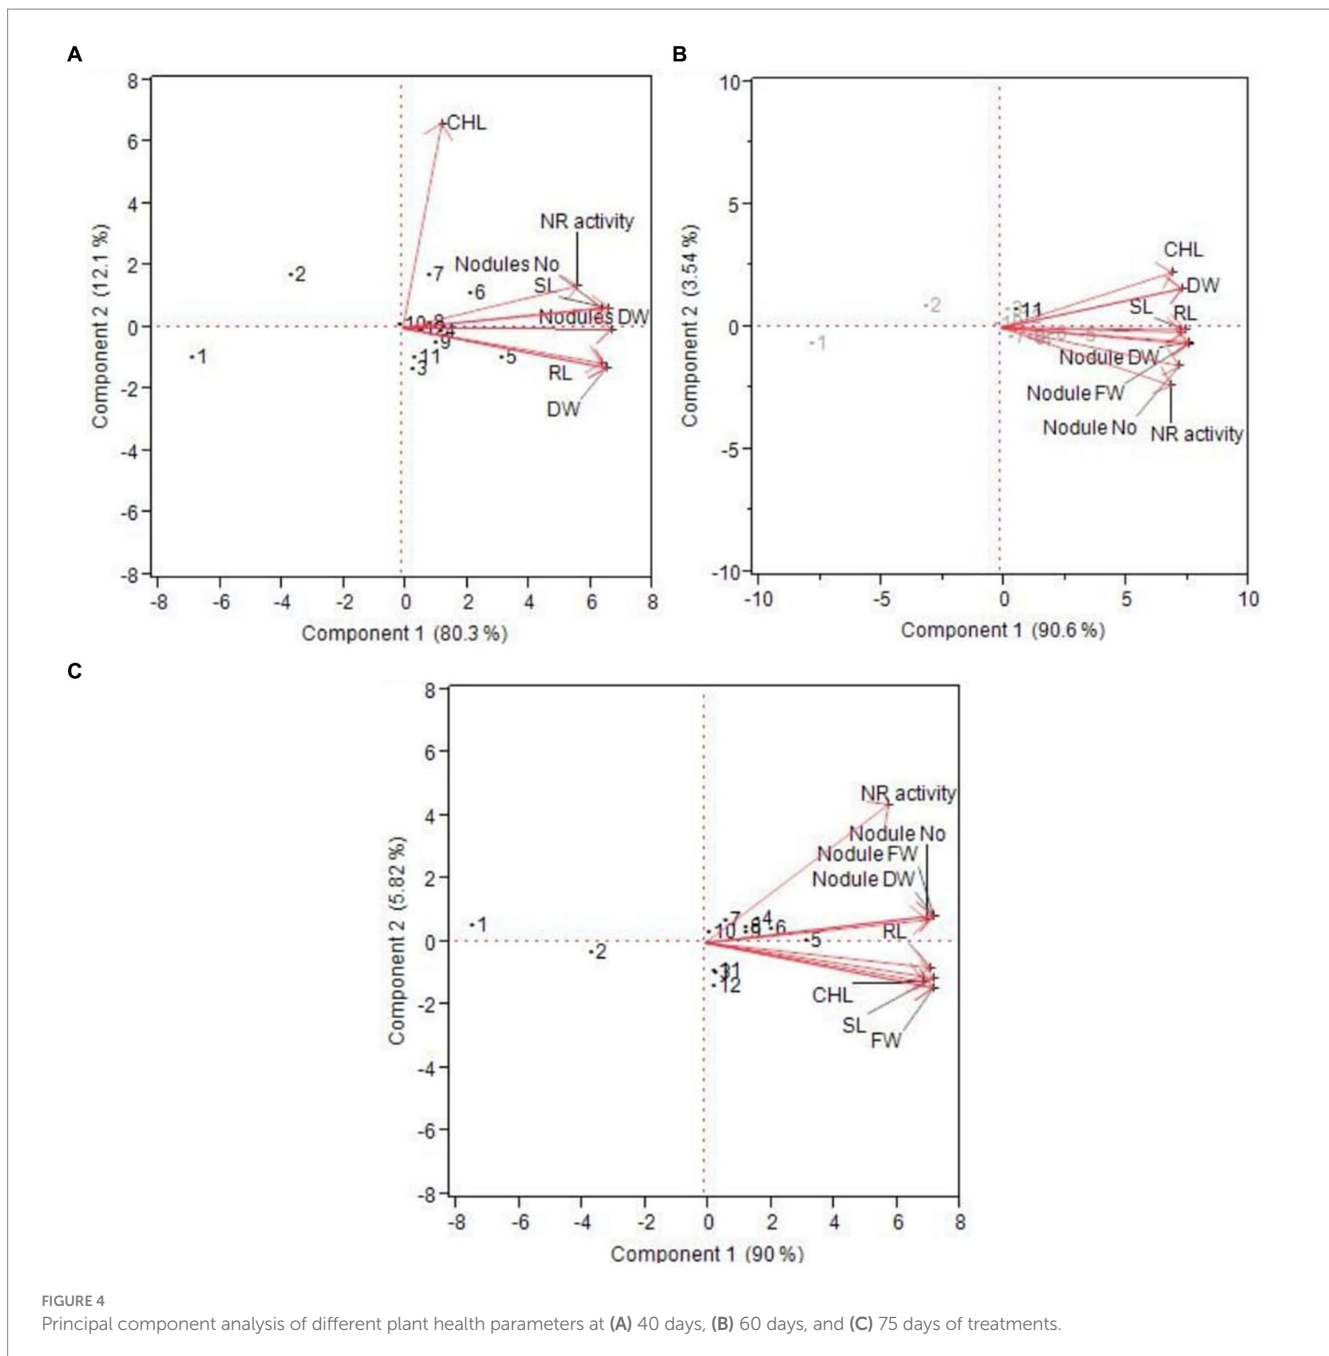 A
8
6
4
2
0
-2
-4
-6
-8
Component 2 (12.1 %)
CHL
NR activity
Nodules No
SL
Nodules DW
RL
DW
2
7
6
10
8
4
9
1
11
5
3
-8
-6
-4
-2
0
2
4
6
8
Component 1 (80.3 %)
B
10
5
0
-5
-10
Component 2 (3.54 %)
CHL
DW
SL
RL
Nodule DW
Nodule FW
Nodule No
NR activity
2
11
1
-10
-5
0
5
10
Component 1 (90.6 %)
C
8
6
4
2
0
-2
-4
-6
-8
Component 2 (5.82 %)
NR activity
Nodule No
Nodule FW
Nodule DW
RL
CHL
SL
FW
1
2
7
4
10
6
5
12
-8
-6
-4
-2
0
2
4
6
8
Component 1 (90 %)
FIGURE 4
Principal component analysis of different plant health parameters at (A) 40 days, (B) 60 days, and (C) 75 days of treatments.